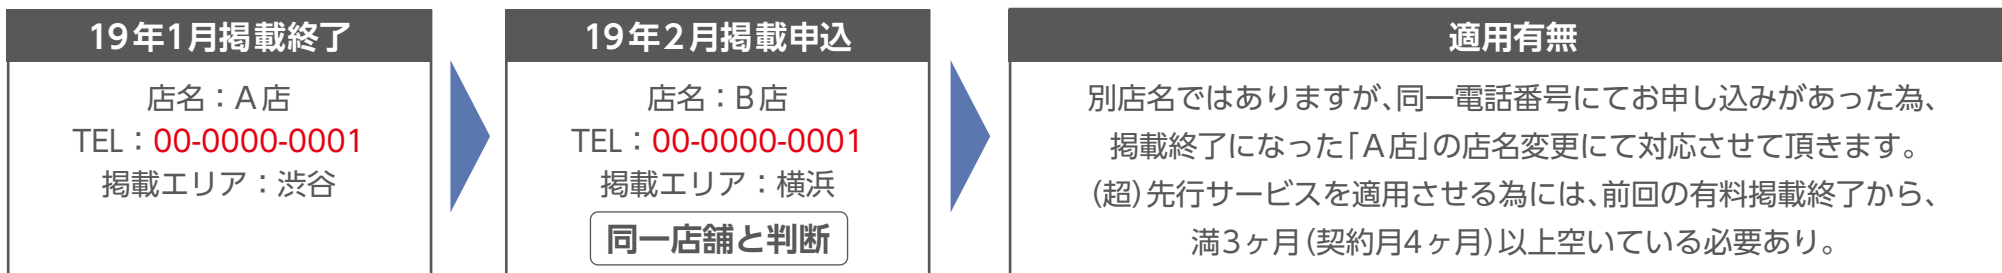 19年1月掲載終了
店名：A店
TEL：00-0000-0001
掲載エリア：渋谷
19年2月掲載申込
店名：B店
TEL：00-0000-0001
掲載エリア：横浜
同一店舗と判断
適用有無
別店名ではありますが、同一電話番号にてお申し込みがあった為、
掲載終了になった「A店」の店名変更にて対応させて頂きます。
(超)先行サービスを適用させる為には、前回の有料掲載終了から、
満3ヶ月(契約月4ヶ月)以上空いている必要あり。